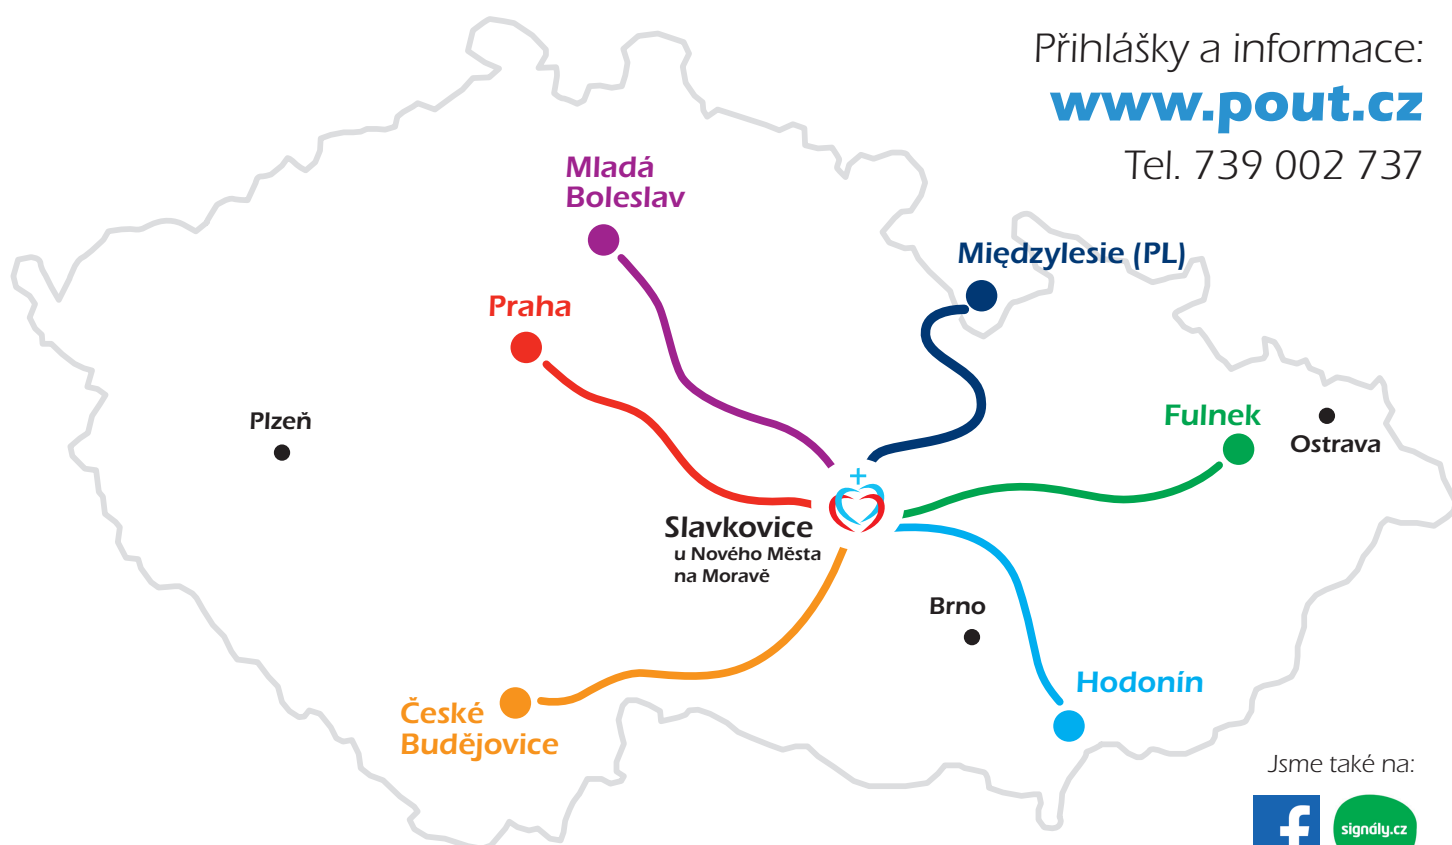 Přihlášky a informace:
www.pout.cz
Tel. 739 002 737
Mladá
Boleslav
Międzylesie (PL)
Praha
Plzeň
Fulnek
Ostrava
Slavkovice
u Nového Města
na Moravě
Brno
Hodonín
České
Budějovice
Jsme také na:
f
signály.cz